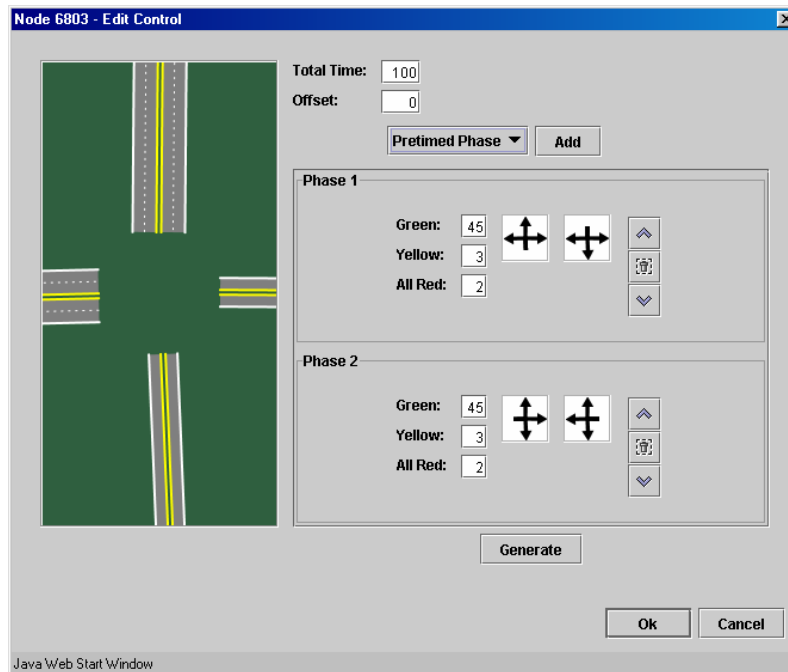 Node 6803 - Edit Control
Total Time: 100
Offset: 0
Pretimed Phase Add
Phase 1
Green: 45
Yellow: 3
All Red: 2
Phase 2
Green: 45
Yellow: 3
All Red: 2
Generate
Ok Cancel
Java Web Start Window